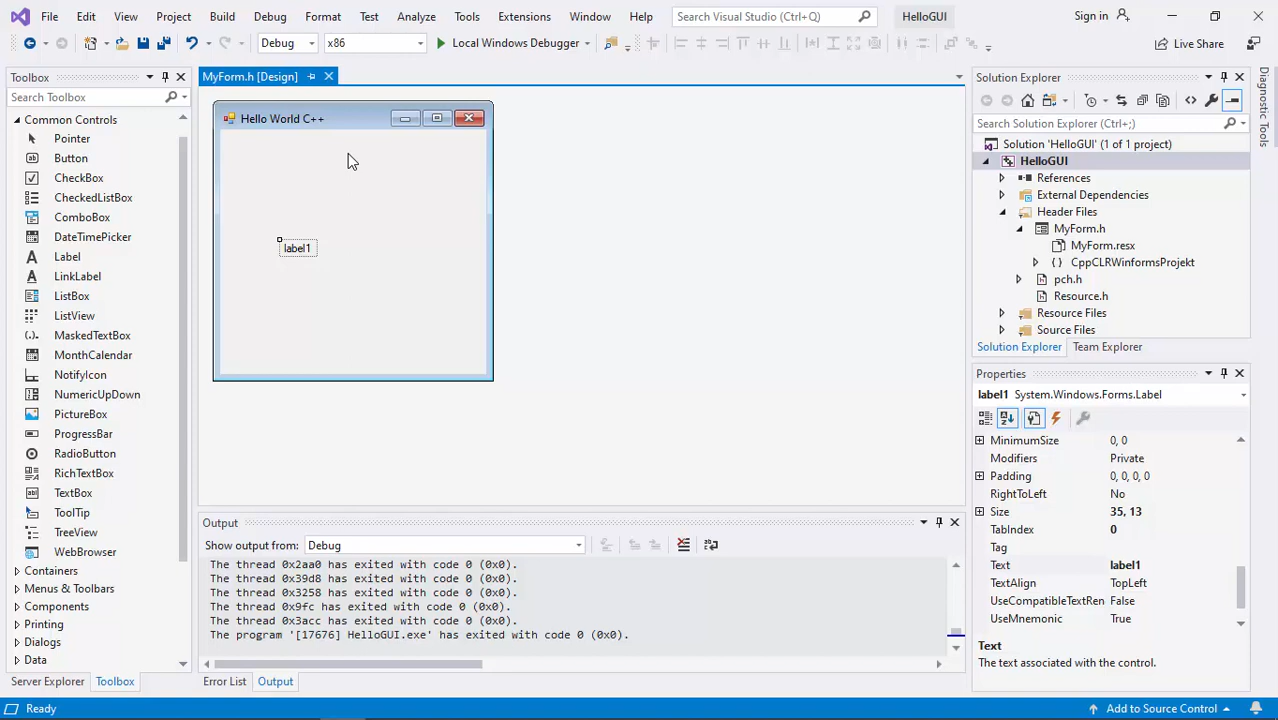 File Edit View Project Build Debug Format Test Analyze Tools Extensions Window Help Search Visual Studio (Ctrl+Q) HelloGUI Sign in
Debug x86 Local Windows Debugger Live Share
Toolbox
Search Toolbox
Common Controls
Pointer
Button
CheckBox
CheckedListBox
ComboBox
DateTimePicker
Label
LinkLabel
ListBox
ListView
MaskedTextBox
MonthCalendar
NotifyIcon
NumericUpDown
PictureBox
ProgressBar
RadioButton
RichTextBox
TextBox
ToolTip
TreeView
WebBrowser
Containers
Menus & Toolbars
Components
Printing
Dialogs
Data
Server Explorer Toolbox
MyForm.h [Design]
Hello World C++
label1
Output
Show output from: Debug
The thread 0x2aa0 has exited with code 0 (0x0).
The thread 0x39d8 has exited with code 0 (0x0).
The thread 0x3258 has exited with code 0 (0x0).
The thread 0x9fc has exited with code 0 (0x0).
The thread 0x3acc has exited with code 0 (0x0).
The program '[17676] HelloGUI.exe' has exited with code 0 (0x0).
Error List Output
Solution Explorer
Search Solution Explorer (Ctrl+;)
Solution 'HelloGUI' (1 of 1 project)
HelloGUI
References
External Dependencies
Header Files
MyForm.h
MyForm.resx
CppCLRWinformsProjekt
pch.h
Resource.h
Resource Files
Source Files
Solution Explorer Team Explorer
Properties
label1 System.Windows.Forms.Label
MinimumSize 0, 0
Modifiers Private
Padding 0, 0, 0, 0
RightToLeft No
Size 35, 13
TabIndex 0
Tag
Text label1
TextAlign TopLeft
UseCompatibleTextRen False
UseMnemonic True
Text
The text associated with the control.
Diagnostic Tools
Ready Add to Source Control